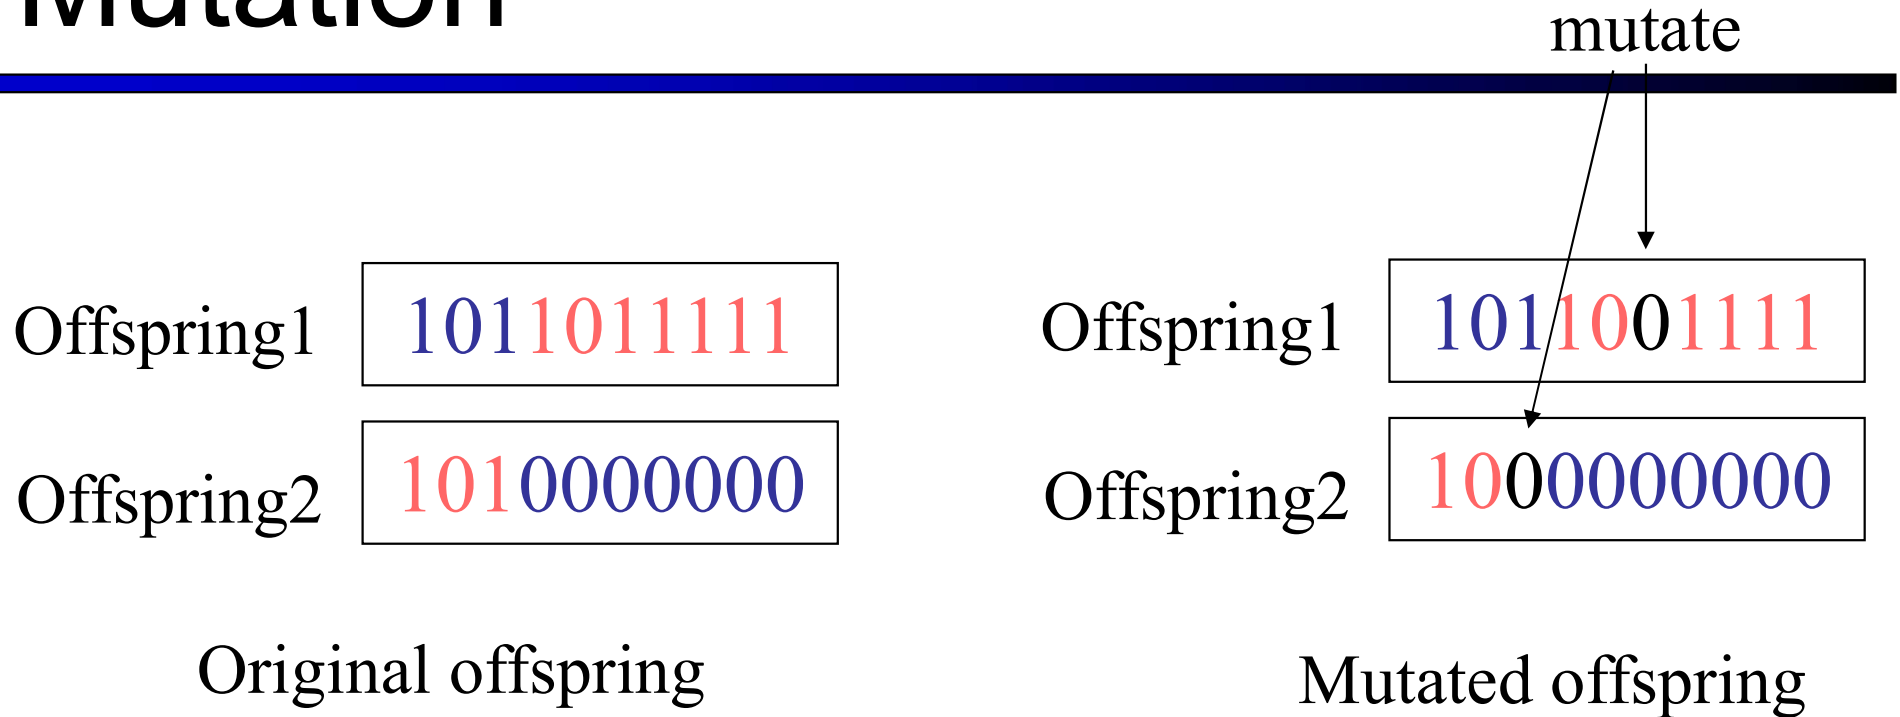 Mutation
mutate
Offspring1 1011011111
Offspring1 1011001111
Offspring2 1010000000
Offspring2 1000000000
Original offspring
Mutated offspring